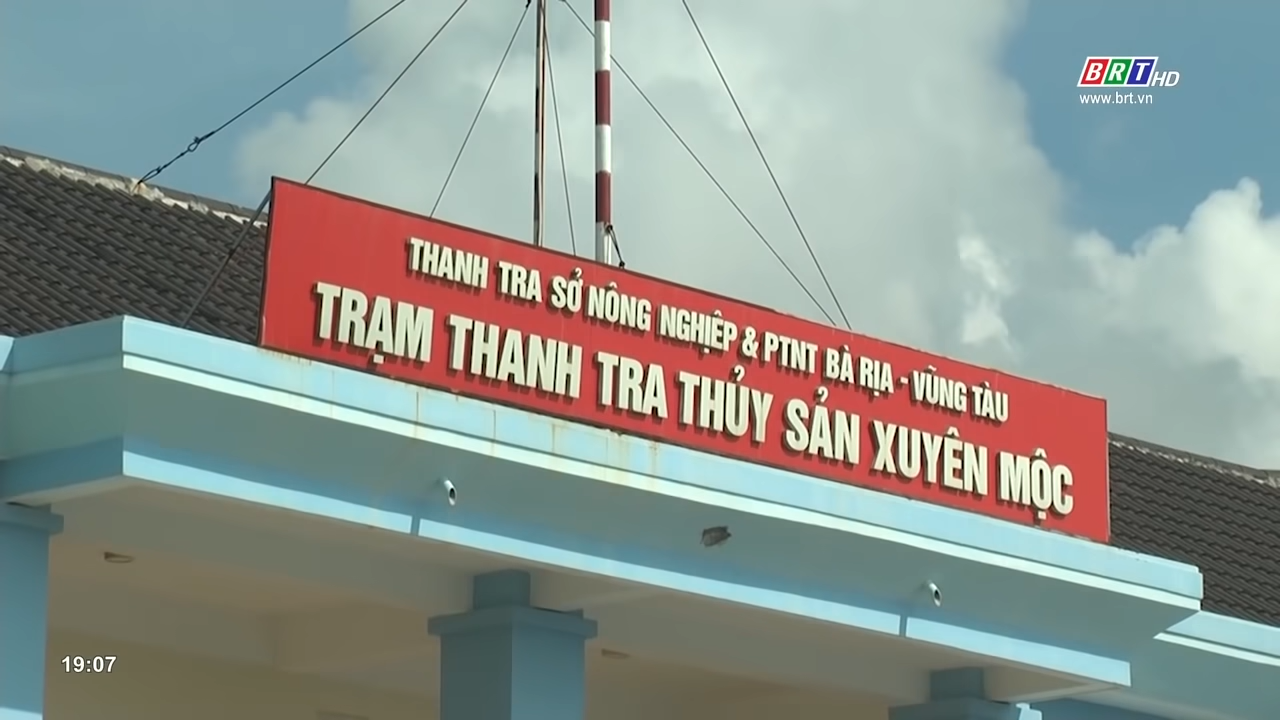 BRT HD
www.brt.vn
THANH TRA SỞ NÔNG NGHIỆP & PTNT BÀ RỊA - VŨNG TÀU
TRẠM THANH TRA THỦY SẢN XUYÊN MỘC
19:07